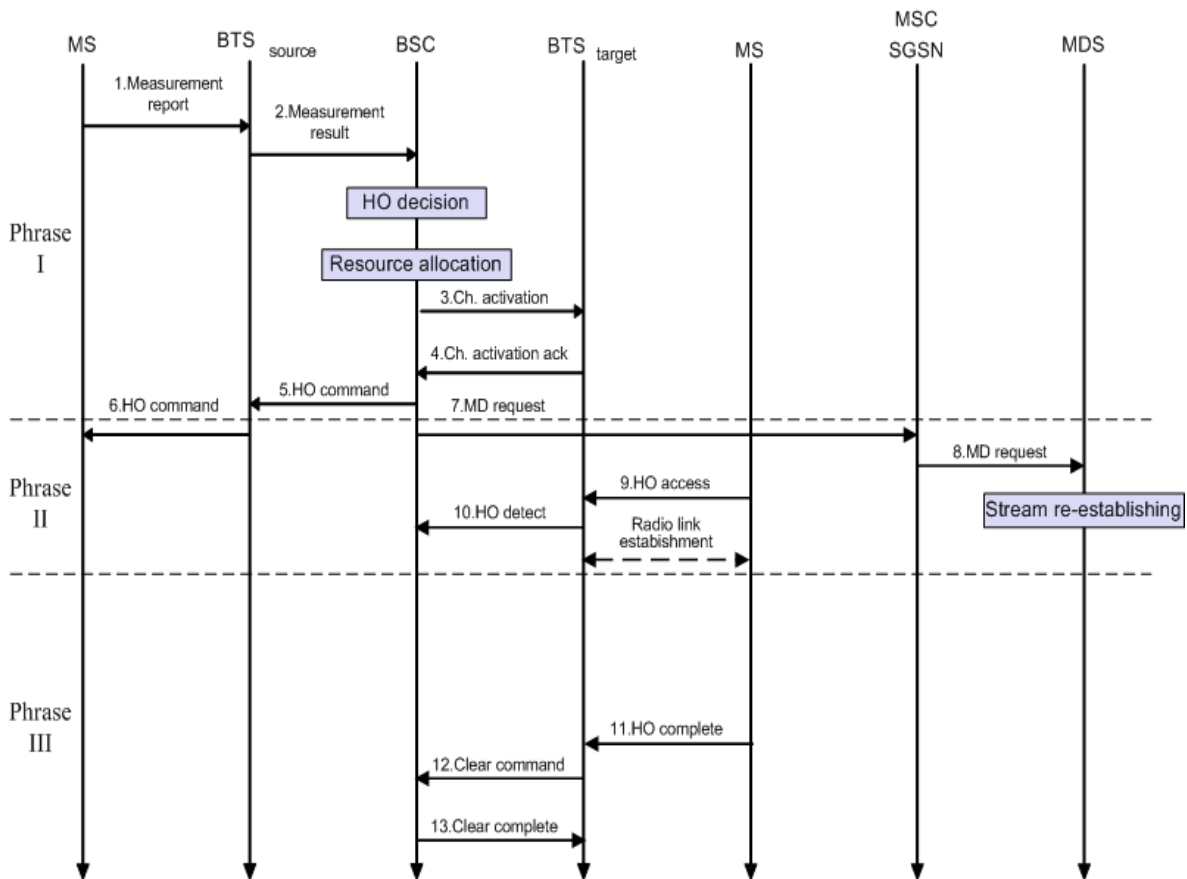 MS
BTS source
BSC
BTS target
MS
MSC
SGSN
MDS
1.Measurement
report
2.Measurement
result
HO decision
Phrase
I
Resource allocation
3.Ch. activation
4.Ch. activation ack
5.HO command
6.HO command
7.MD request
8.MD request
Phrase
II
9.HO access
Stream re-establishing
10.HO detect
Radio link
estabishment
Phrase
III
11.HO complete
12.Clear command
13.Clear complete